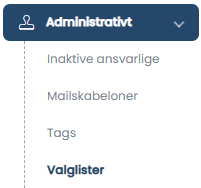 Administrativt
Inaktive ansvarlige
Mailskabeloner
Tags
Valglister